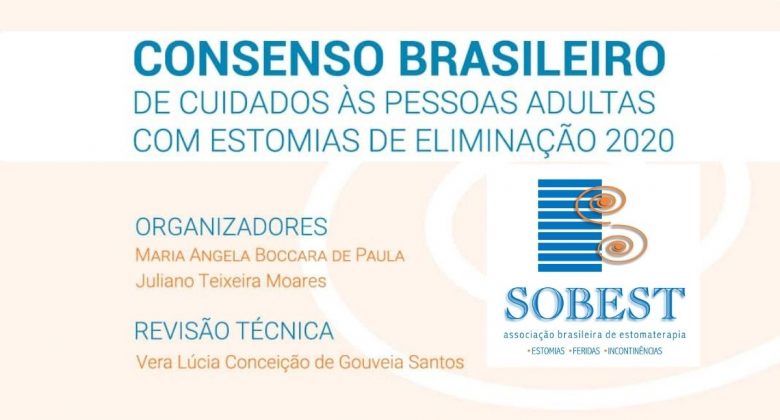 CONSENSO BRASILEIRO
DE CUIDADOS ÀS PESSOAS ADULTAS
COM ESTOMIAS DE ELIMINAÇÃO 2020
ORGANIZADORES
MARIA ANGELA BOCCARA DE PAULA
Juliano Teixeira Moares
REVISÃO TÉCNICA
Vera Lúcia Conceição de Gouveia Santos
SOBEST
associação brasileira de estomaterapia
•ESTOMIAS •FERIDAS •INCONTINÊNCIAS